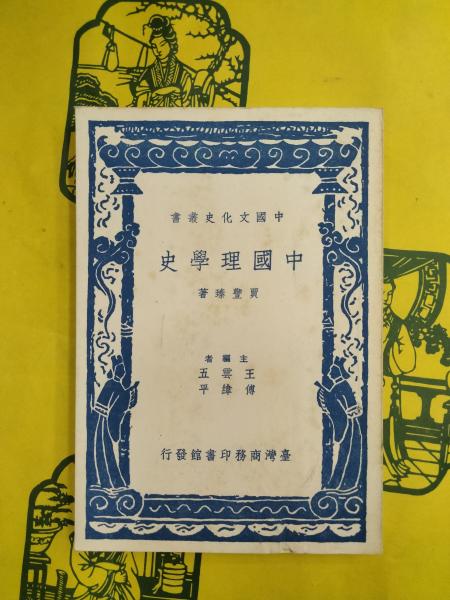 中國文化史叢書
中國理學史
賈豐臻著
主編者
王雲五
傅緯平
臺灣商務印書館發行